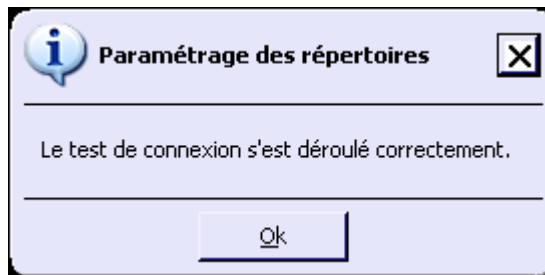 Paramétrage des répertoires
Le test de connexion s'est déroulé correctement.
Ok